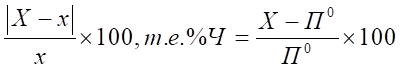 |X − x| / x × 100, т.е. %Ч = (X − П⁰) / П⁰ × 100